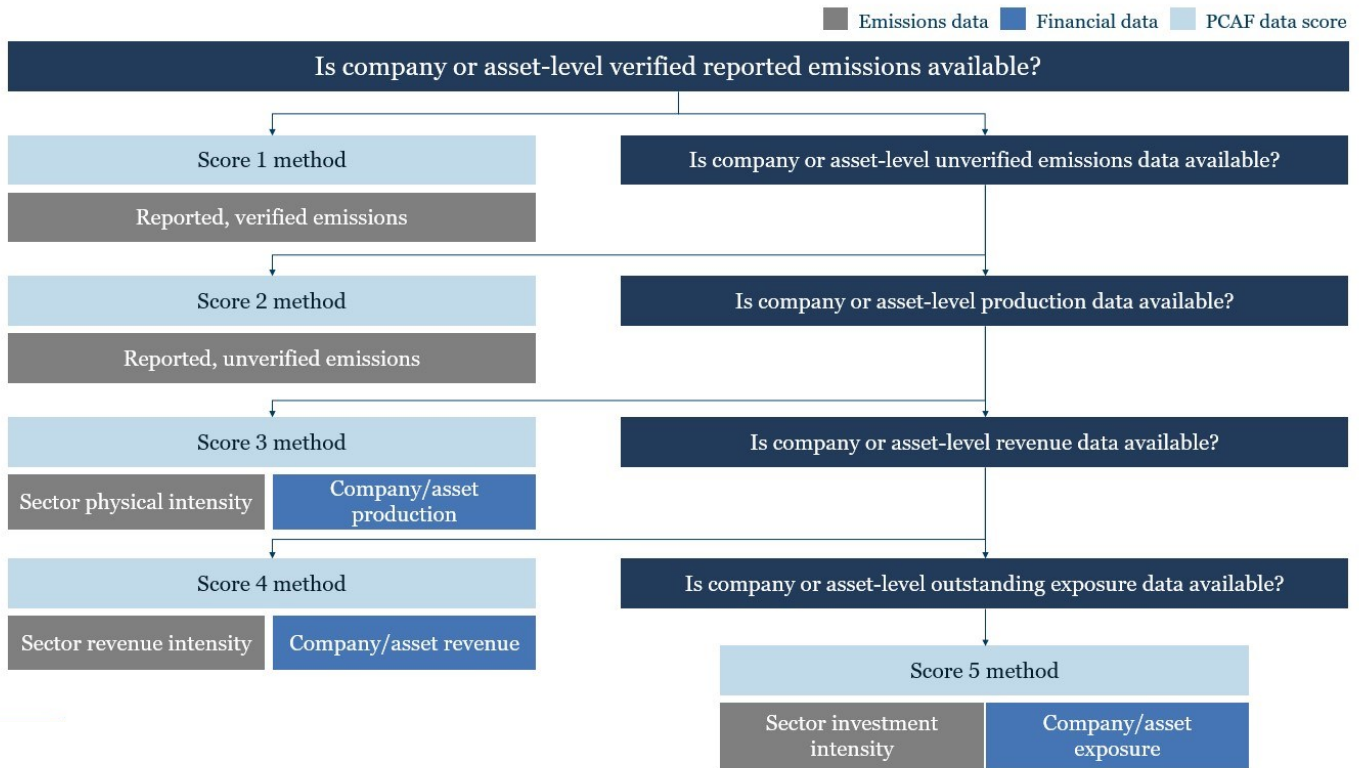 Emissions data
Financial data
PCAF data score
Is company or asset-level verified reported emissions available?
Score 1 method
Is company or asset-level unverified emissions data available?
Reported, verified emissions
Score 2 method
Is company or asset-level production data available?
Reported, unverified emissions
Score 3 method
Is company or asset-level revenue data available?
Sector physical intensity
Company/asset
production
Score 4 method
Is company or asset-level outstanding exposure data available?
Sector revenue intensity
Company/asset revenue
Score 5 method
Sector investment
intensity
Company/asset
exposure